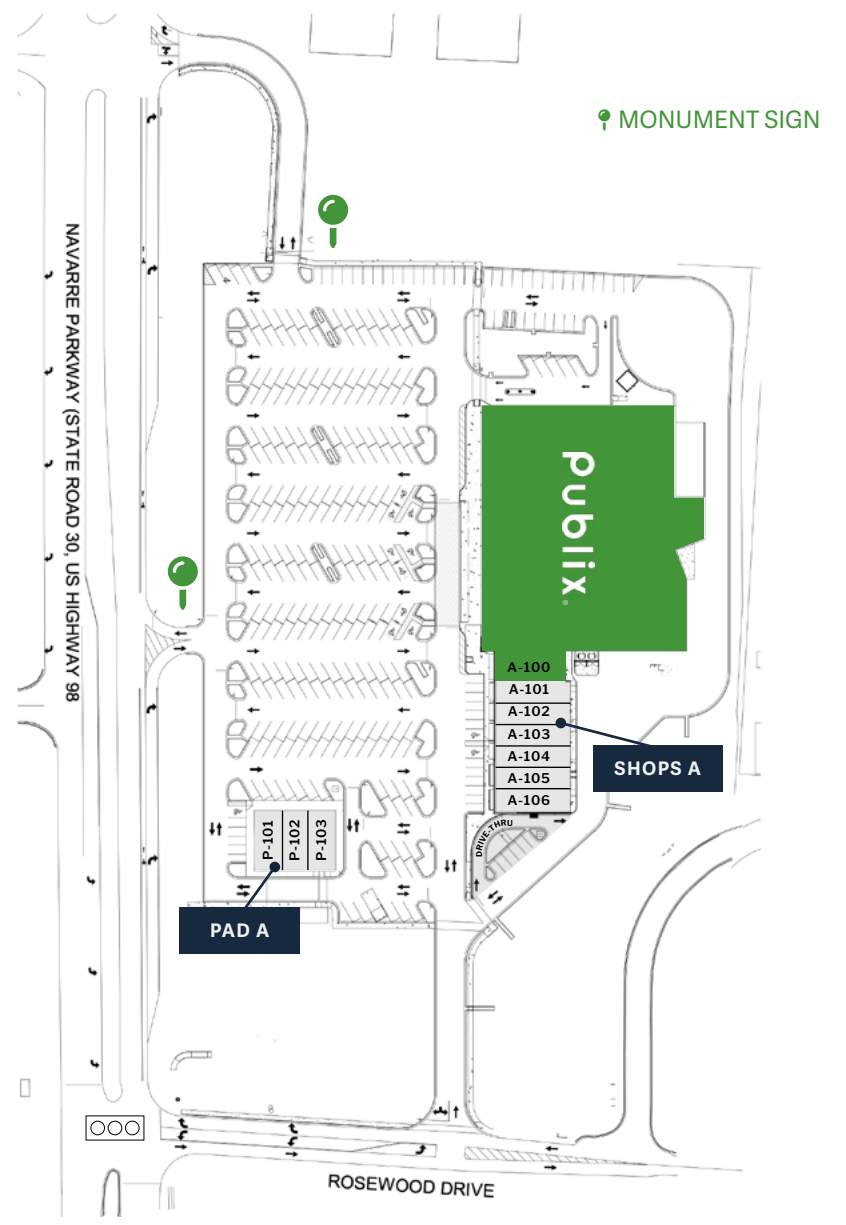 MONUMENT SIGN
NAVARRE PARKWAY (STATE ROAD 30, US HIGHWAY 98
Publix®
A-100
A-101
A-102
A-103
A-104
A-105
A-106
SHOPS A
DRIVE-THRU
P-101
P-102
P-103
PAD A
ROSEWOOD DRIVE